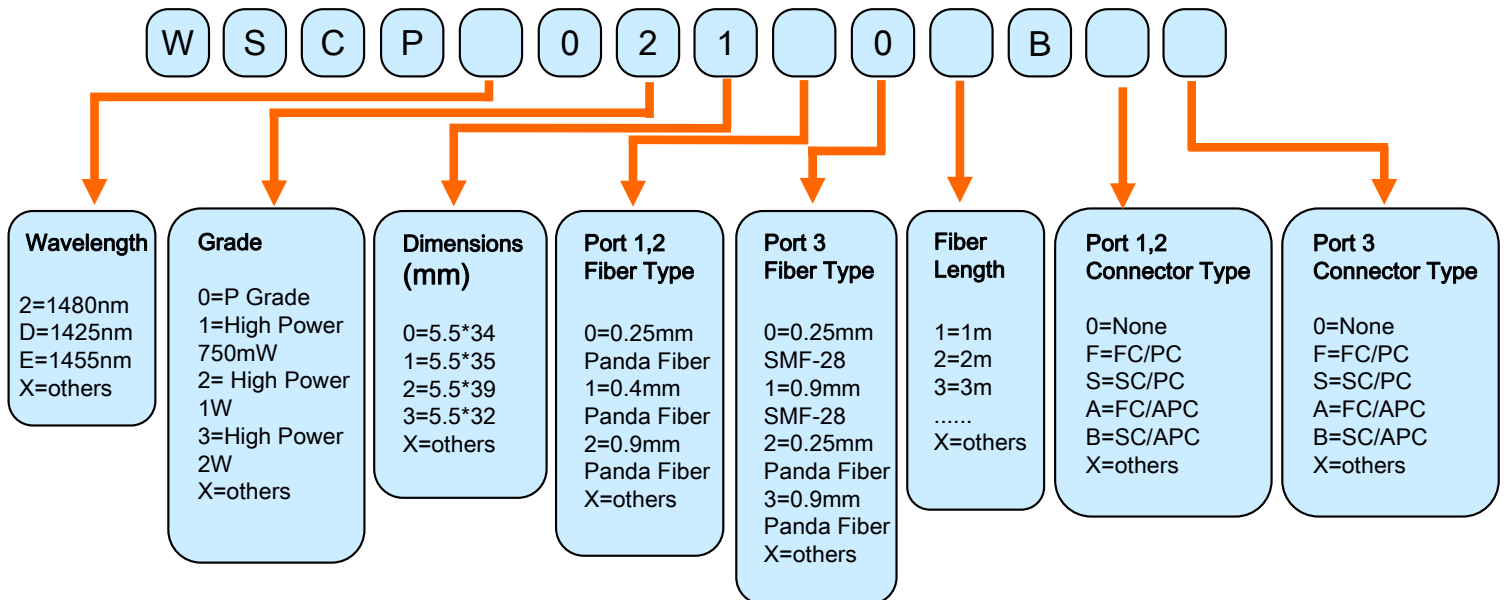 W S C P 0 2 1 0 B
Wavelength
2=1480nm
D=1425nm
E=1455nm
X=others
Grade
0=P Grade
1=High Power
750mW
2= High Power
1W
3=High Power
2W
X=others
Dimensions
(mm)
0=5.5*34
1=5.5*35
2=5.5*39
3=5.5*32
X=others
Port 1,2
Fiber Type
0=0.25mm
Panda Fiber
1=0.4mm
Panda Fiber
2=0.9mm
Panda Fiber
X=others
Port 3
Fiber Type
0=0.25mm
SMF-28
1=0.9mm
SMF-28
2=0.25mm
Panda Fiber
3=0.9mm
Panda Fiber
X=others
Fiber
Length
1=1m
2=2m
3=3m
......
X=others
Port 1,2
Connector Type
0=None
F=FC/PC
S=SC/PC
A=FC/APC
B=SC/APC
X=others
Port 3
Connector Type
0=None
F=FC/PC
S=SC/PC
A=FC/APC
B=SC/APC
X=others